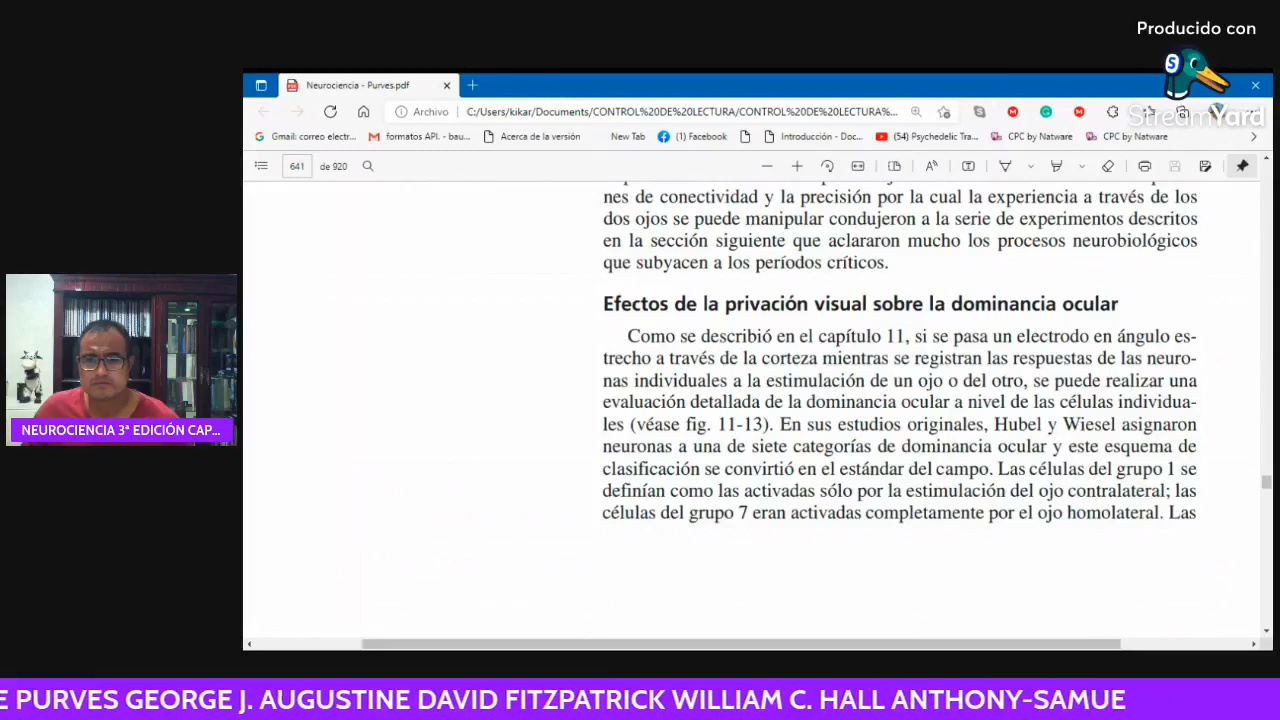 Producido con
StreamYard
Neurociencia - Purves.pdf
Archivo
C:/Users/kikar/Documents/CONTROL%20DE%20LECTURA/CONTROL%20DE%20LECTURA%...
Gmail: correo electr...
formatos API. - bau...
Acerca de la versión
New Tab
(1) Facebook
Introducción - Doc...
(54) Psychedelic Tra...
CPC by Natware
CPC by Natware
641
de 920
nes de conectividad y la precisión por la cual la experiencia a través de los
dos ojos se puede manipular condujeron a la serie de experimentos descritos
en la sección siguiente que aclararon mucho los procesos neurobiológicos
que subyacen a los períodos críticos.
Efectos de la privación visual sobre la dominancia ocular
Como se describió en el capítulo 11, si se pasa un electrodo en ángulo es-
trecho a través de la corteza mientras se registran las respuestas de las neuro-
nas individuales a la estimulación de un ojo o del otro, se puede realizar una
evaluación detallada de la dominancia ocular a nivel de las células individua-
les (véase fig. 11-13). En sus estudios originales, Hubel y Wiesel asignaron
neuronas a una de siete categorías de dominancia ocular y este esquema de
clasificación se convirtió en el estándar del campo. Las células del grupo 1 se
definían como las activadas sólo por la estimulación del ojo contralateral; las
células del grupo 7 eran activadas completamente por el ojo homolateral. Las
NEUROCIENCIA 3ª EDICIÓN CAP...
E PURVES GEORGE J. AUGUSTINE DAVID FITZPATRICK WILLIAM C. HALL ANTHONY-SAMUE